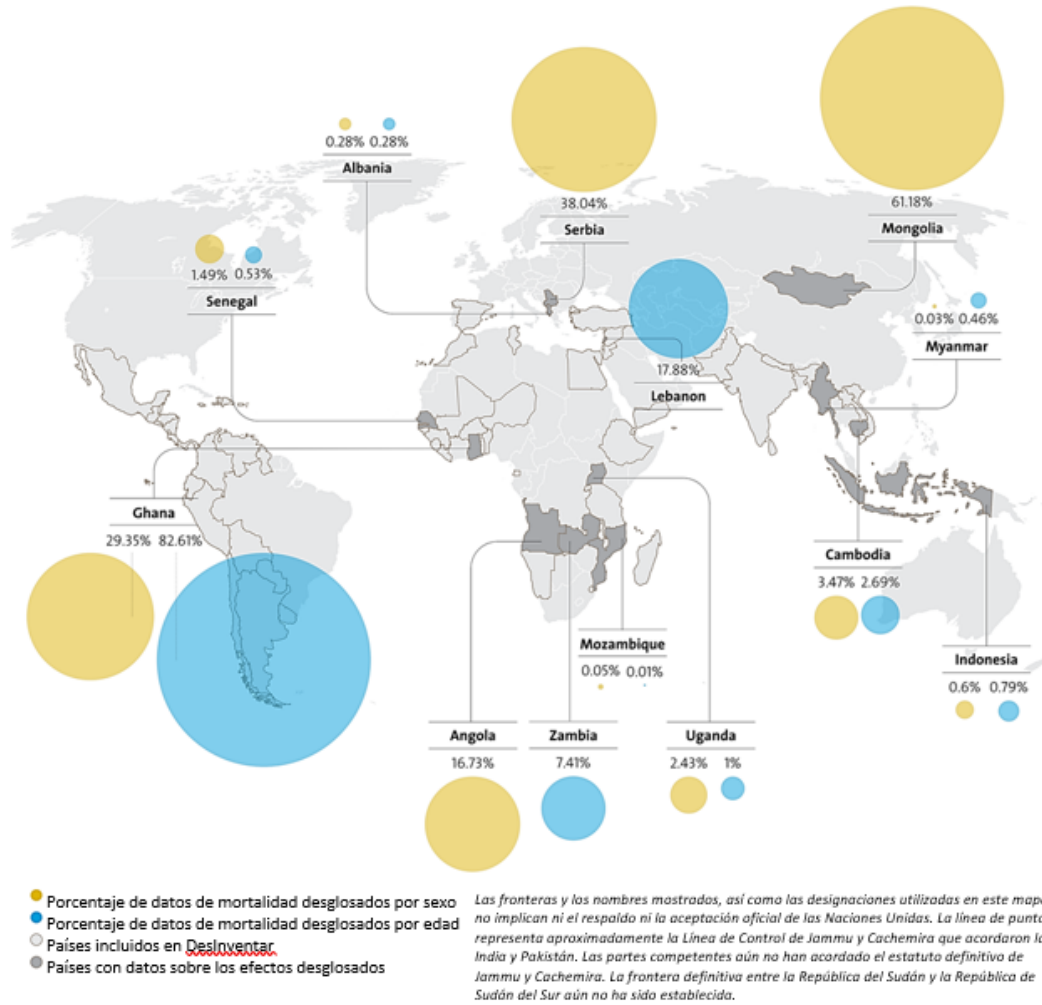 0.28% 0.28%
Albania
38.04%
Serbia
61.18%
Mongolia
1.49% 0.53%
Senegal
0.03% 0.46%
Myanmar
17.88%
Lebanon
Ghana
29.35% 82.61%
Cambodia
3.47% 2.69%
Mozambique
0.05% 0.01%
Indonesia
0.6% 0.79%
Angola
16.73%
Zambia
7.41%
Uganda
2.43% 1%
Porcentaje de datos de mortalidad desglosados por sexo
Porcentaje de datos de mortalidad desglosados por edad
Países incluidos en DesInventar
Países con datos sobre los efectos desglosados
Las fronteras y los nombres mostrados, así como las designaciones utilizadas en este mapa
no implican ni el respaldo ni la aceptación oficial de las Naciones Unidas. La línea de punto
representa aproximadamente la Línea de Control de Jammu y Cachemira que acordaron la
India y Pakistán. Las partes competentes aún no han acordado el estatuto definitivo de
Jammu y Cachemira. La frontera definitiva entre la República del Sudán y la República de
Sudán del Sur aún no ha sido establecida.